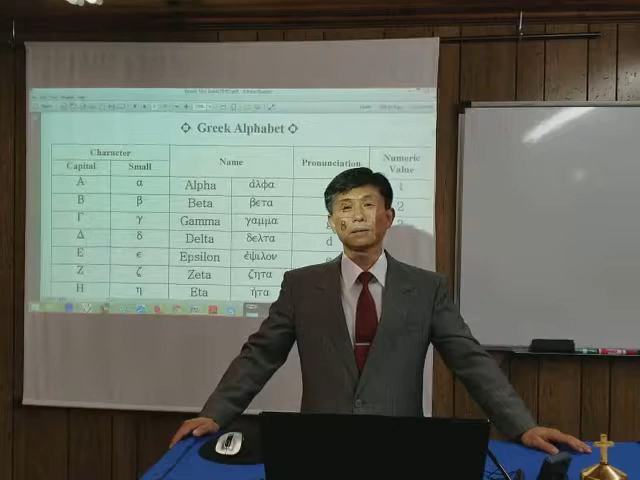 Greek Alphabet
Character Name Pronunciation Numeric Value
Capital Small
Α α Alpha ἄλφα 1
Β β Beta βετα 2
Γ γ Gamma γαμμα
Δ δ Delta δελτα d
Ε ϵ Epsilon ἐψιλον
Ζ ζ Zeta ζητα
Η η Eta ἠτα